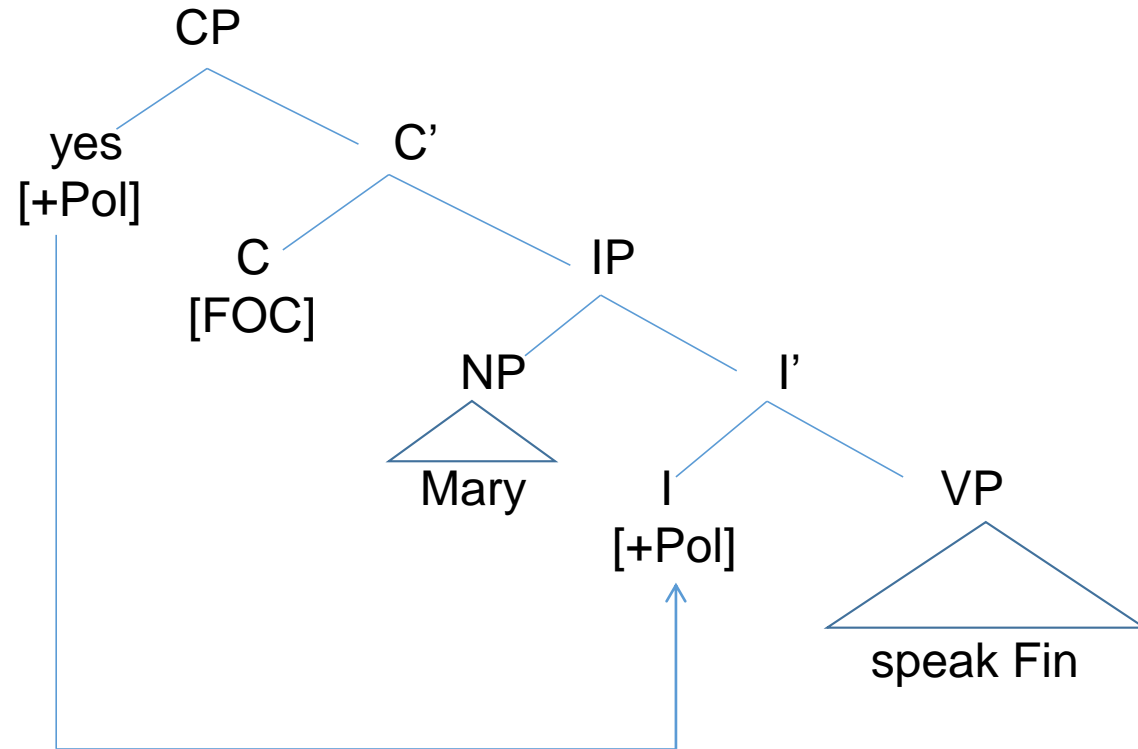 CP
yes
[+Pol]
C’
C
[FOC]
IP
NP
I’
Mary
I
[+Pol]
VP
speak Fin